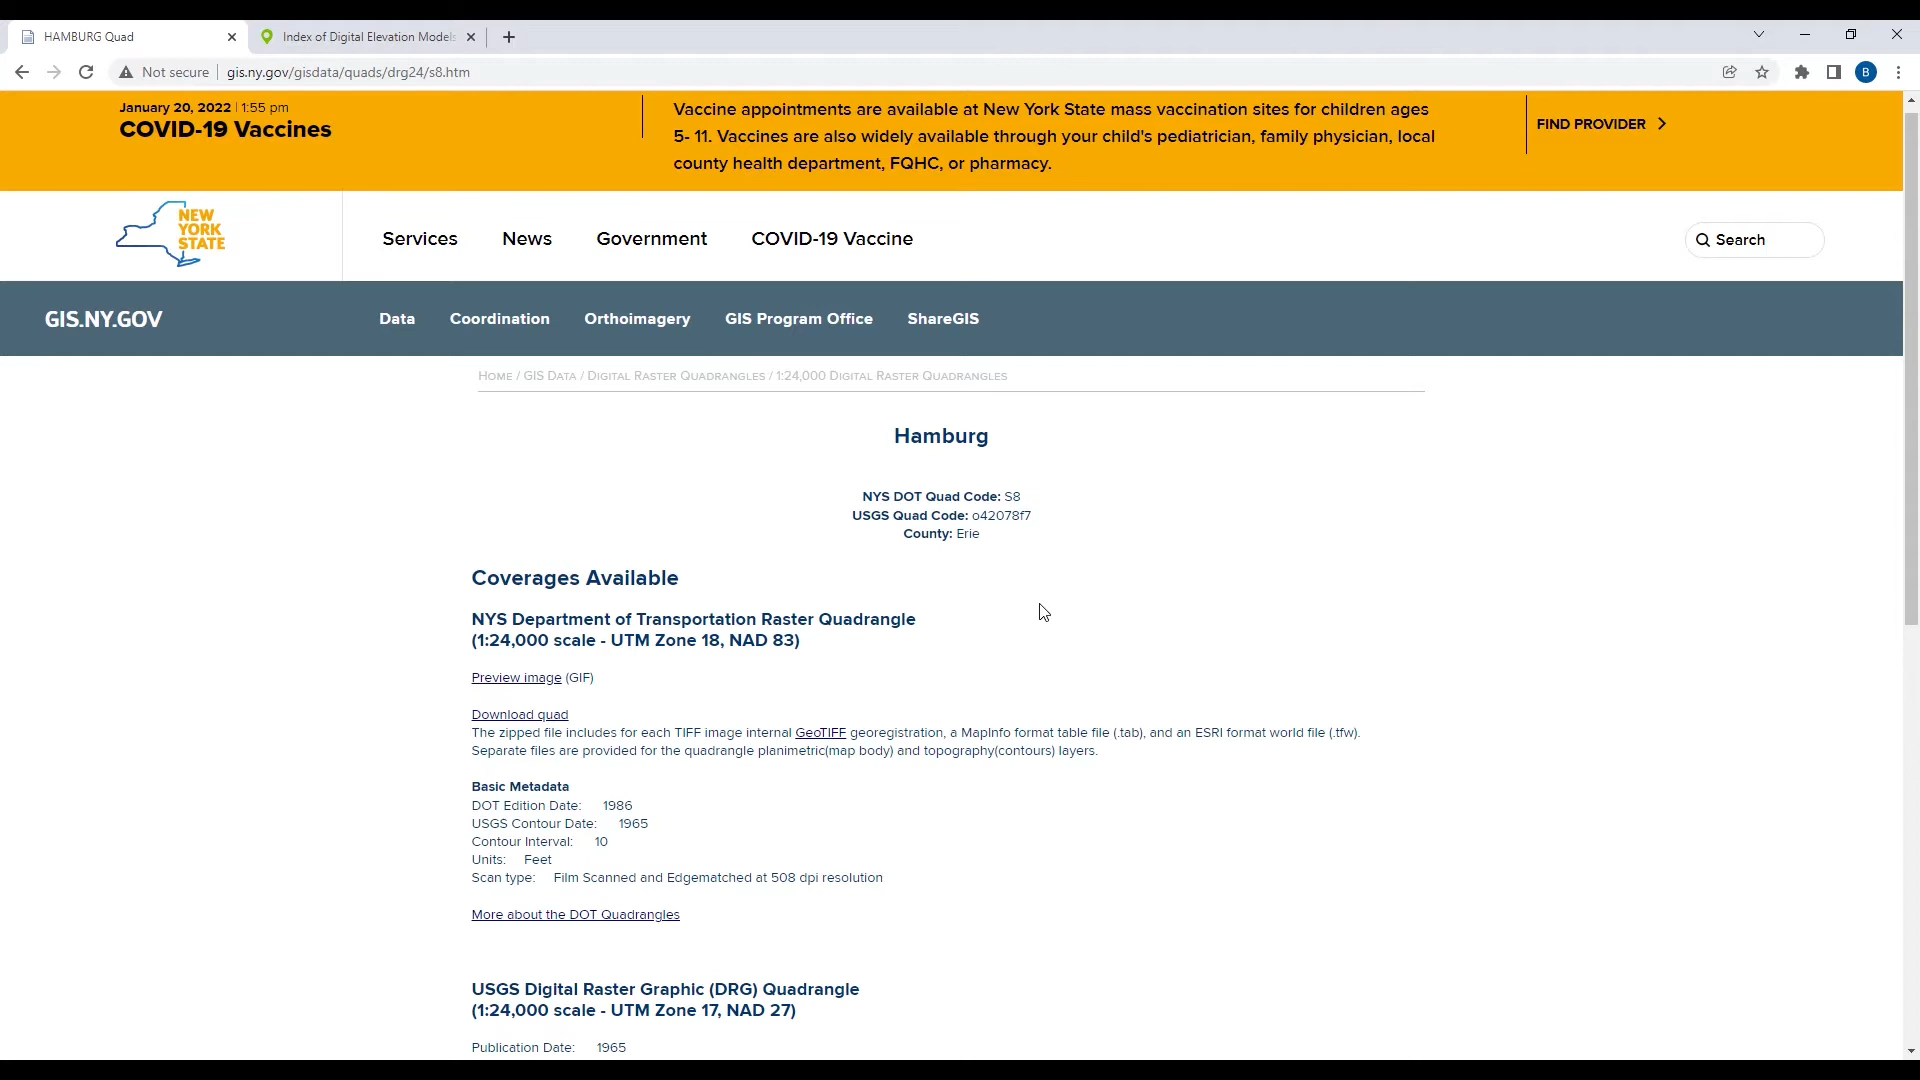 HAMBURG Quad
Index of Digital Elevation Models
Not secure
gis.ny.gov/gisdata/quads/drg24/s8.htm
B
January 20, 2022 | 1:55 pm
COVID-19 Vaccines
Vaccine appointments are available at New York State mass vaccination sites for children ages
5- 11. Vaccines are also widely available through your child's pediatrician, family physician, local
county health department, FQHC, or pharmacy.
FIND PROVIDER
NEW
YORK
STATE
Services News Government COVID-19 Vaccine
Search
GIS.NY.GOV
Data Coordination Orthoimagery GIS Program Office ShareGIS
Home / GIS Data / Digital Raster Quadrangles / 1:24,000 Digital Raster Quadrangles
Hamburg
NYS DOT Quad Code: S8
USGS Quad Code: o42078f7
County: Erie
Coverages Available
NYS Department of Transportation Raster Quadrangle
(1:24,000 scale - UTM Zone 18, NAD 83)
Preview image (GIF)
Download quad
The zipped file includes for each TIFF image internal GeoTIFF georegistration, a MapInfo format table file (.tab), and an ESRI format world file (.tfw).
Separate files are provided for the quadrangle planimetric(map body) and topography(contours) layers.
Basic Metadata
DOT Edition Date: 1986
USGS Contour Date: 1965
Contour Interval: 10
Units: Feet
Scan type: Film Scanned and Edgematched at 508 dpi resolution
More about the DOT Quadrangles
USGS Digital Raster Graphic (DRG) Quadrangle
(1:24,000 scale - UTM Zone 17, NAD 27)
Publication Date: 1965